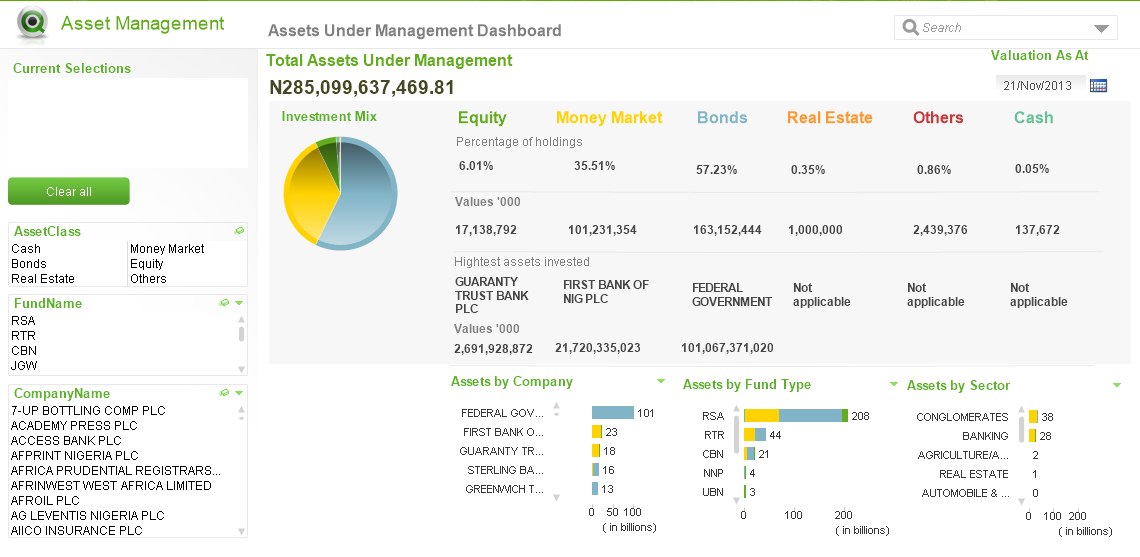 Asset Management
Assets Under Management Dashboard
Search
Current Selections
Clear all
AssetClass
Cash Money Market
Bonds Equity
Real Estate Others
FundName
RSA
RTR
CBN
JGW
CompanyName
7-UP BOTTLING COMP PLC
ACADEMY PRESS PLC
ACCESS BANK PLC
AFPRINT NIGERIA PLC
AFRICA PRUDENTIAL REGISTRARS...
AFRINWEST WEST AFRICA LIMITED
AFROIL PLC
AG LEVENTIS NIGERIA PLC
AIICO INSURANCE PLC
Total Assets Under Management
N285,099,637,469.81
Valuation As At
21/Nov/2013
Investment Mix
Equity Money Market Bonds Real Estate Others Cash
Percentage of holdings
6.01% 35.51% 57.23% 0.35% 0.86% 0.05%
Values '000
17,138,792 101,231,354 163,152,444 1,000,000 2,439,376 137,672
Highest assets invested
GUARANTY
TRUST BANK
PLC
FIRST BANK OF
NIG PLC
FEDERAL
GOVERNMENT
Not
applicable
Not
applicable
Not
applicable
Values '000
2,691,928,872 21,720,335,023 101,067,371,020
Assets by Company
FEDERAL GOV... 101
FIRST BANK O... 23
GUARANTY TR... 18
STERLING BA... 16
GREENWICH T... 13
0 50 100
( in billions)
Assets by Fund Type
RSA 208
RTR 44
CBN 21
NNP 4
UBN 3
0 100 200
( in billions)
Assets by Sector
CONGLOMERATES 38
BANKING 28
AGRICULTURE/A... 2
REAL ESTATE 1
AUTOMOBILE & ... 0
0 100 200
( in billions)